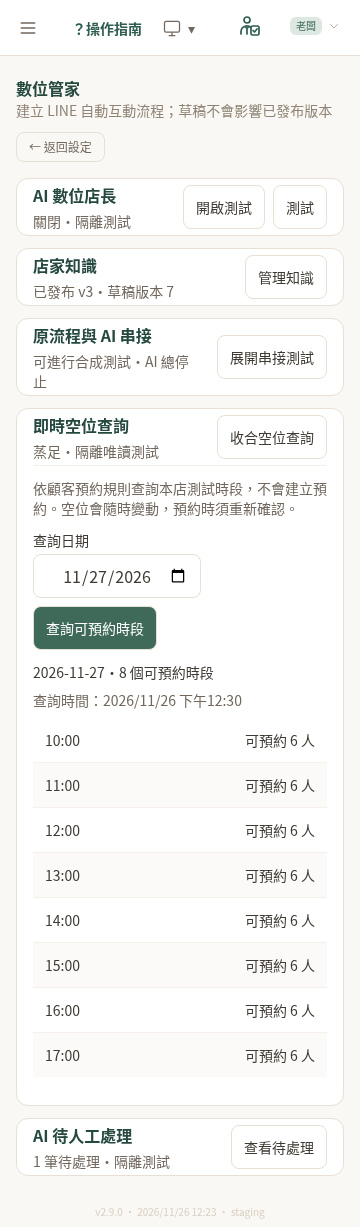 ? 操作指南
▾
老闆
數位管家
建立 LINE 自動互動流程；草稿不會影響已發布版本
← 返回設定
AI 數位店長
關閉・隔離測試
開啟測試
測試
店家知識
已發布 v3・草稿版本 7
管理知識
原流程與 AI 串接
可進行合成測試・AI 總停
止
展開串接測試
即時空位查詢
蒸足・隔離唯讀測試
收合空位查詢
依顧客預約規則查詢本店測試時段，不會建立預
約。空位會隨時變動，預約時須重新確認。
查詢日期
11/27/2026
查詢可預約時段
2026-11-27・8 個可預約時段
查詢時間：2026/11/26 下午12:30
10:00 可預約 6 人
11:00 可預約 6 人
12:00 可預約 6 人
13:00 可預約 6 人
14:00 可預約 6 人
15:00 可預約 6 人
16:00 可預約 6 人
17:00 可預約 6 人
AI 待人工處理
1 筆待處理・隔離測試
查看待處理
v2.9.0 ・ 2026/11/26 12:23 ・ staging